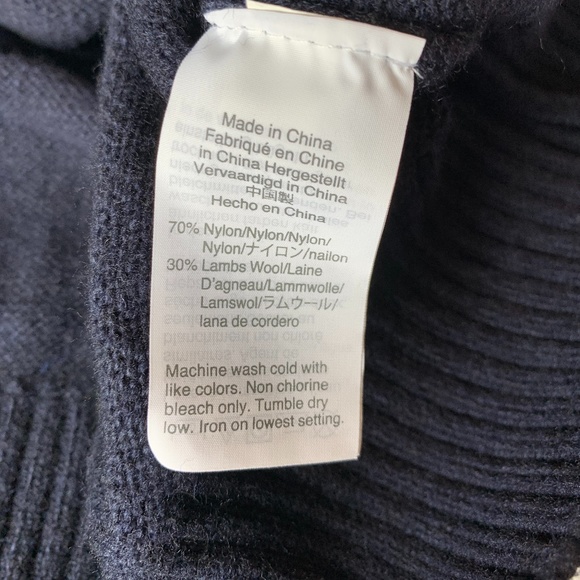 Made in China
Fabriqué en Chine
in China Hergestellt
Vervaardigd in China
中国製
Hecho en China
70% Nylon/Nylon/Nylon/
Nylon/ナイロン/nailon
30% Lambs Wool/Laine
D'agneau/Lammwolle/
Lamswol/ラムウール/
lana de cordero
Machine wash cold with
like colors. Non chlorine
bleach only. Tumble dry
low. Iron on lowest setting.